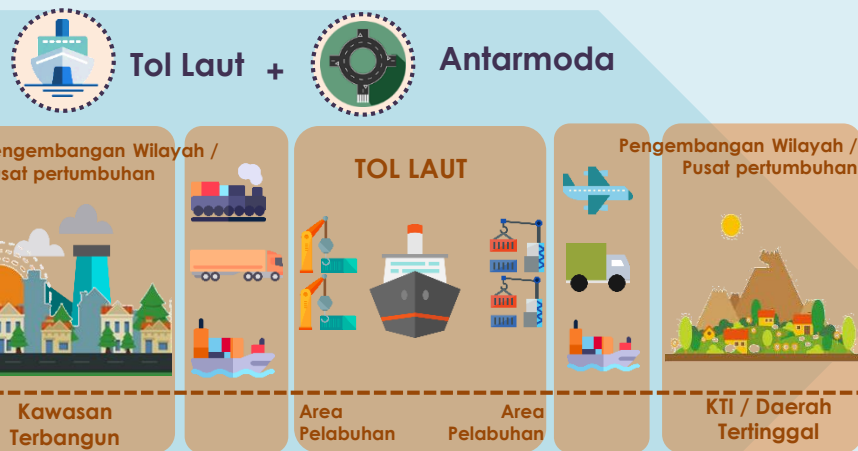 Tol Laut + Antarmoda
engembangan Wilayah /
usat pertumbuhan
TOL LAUT
Pengembangan Wilayah /
Pusat pertumbuhan
Kawasan
Terbangun
Area
Pelabuhan
Area
Pelabuhan
KTI / Daerah
Tertinggal